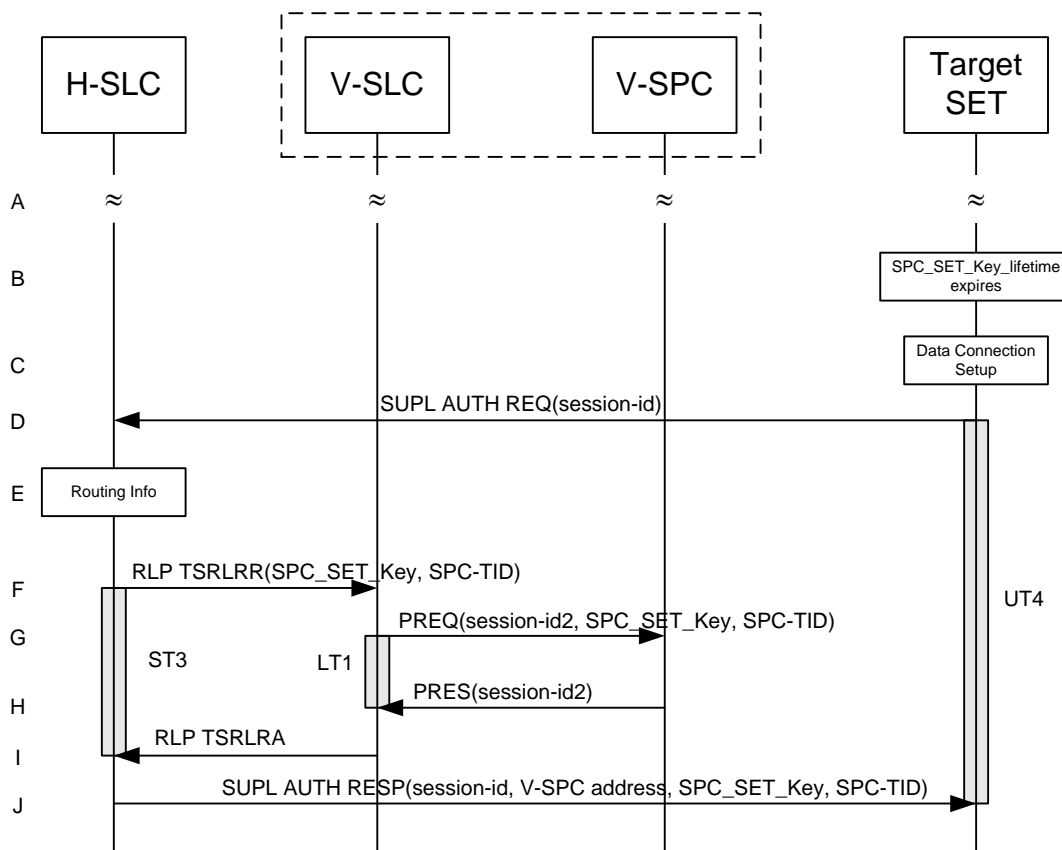 H-SLC
V-SLC
V-SPC
Target
SET
A
≈
≈
≈
≈
B
SPC_SET_Key_lifetime
expires
C
Data Connection
Setup
SUPL AUTH REQ(session-id)
D
E
Routing Info
F
RLP TSRLRR(SPC_SET_Key, SPC-TID)
UT4
G
PREQ(session-id2, SPC_SET_Key, SPC-TID)
ST3
LT1
H
PRES(session-id2)
RLP TSRLRA
I
SUPL AUTH RESP(session-id, V-SPC address, SPC_SET_Key, SPC-TID)
J